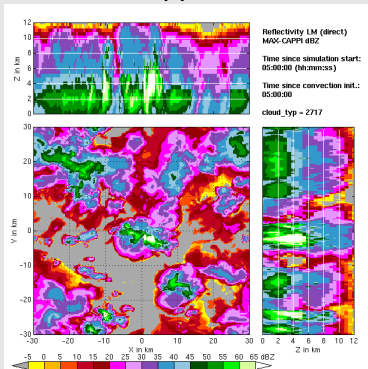 Reflectivity LM (direct)
MAX-CAPPI dBZ
Time since simulation start:
05:00:00 (hh:mm:ss)
Time since convection init.:
05:00:00
cloud_typ = 2717
Z in km
12
10
8
6
4
2
0
Y in km
30
20
10
0
-10
-20
-30
-30 -20 -10 0 10 20 30
X in km
0 2 4 6 8 10 12
Z in km
-5 0 5 10 15 20 25 30 35 40 45 50 55 60 65 dBZ